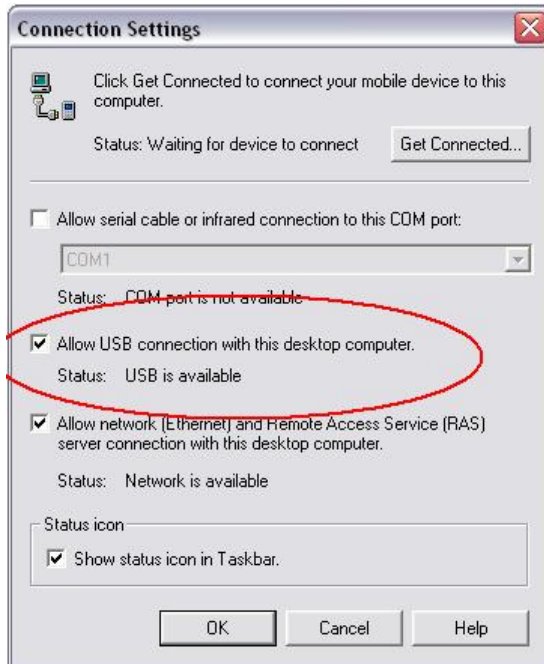 Connection Settings
Click Get Connected to connect your mobile device to this
computer.
Status: Waiting for device to connect
Get Connected...
Allow serial cable or infrared connection to this COM port:
COM1
Status: COM port is not available
Allow USB connection with this desktop computer.
Status: USB is available
Allow network (Ethernet) and Remote Access Service (RAS)
server connection with this desktop computer.
Status: Network is available
Status icon
Show status icon in Taskbar.
OK Cancel Help